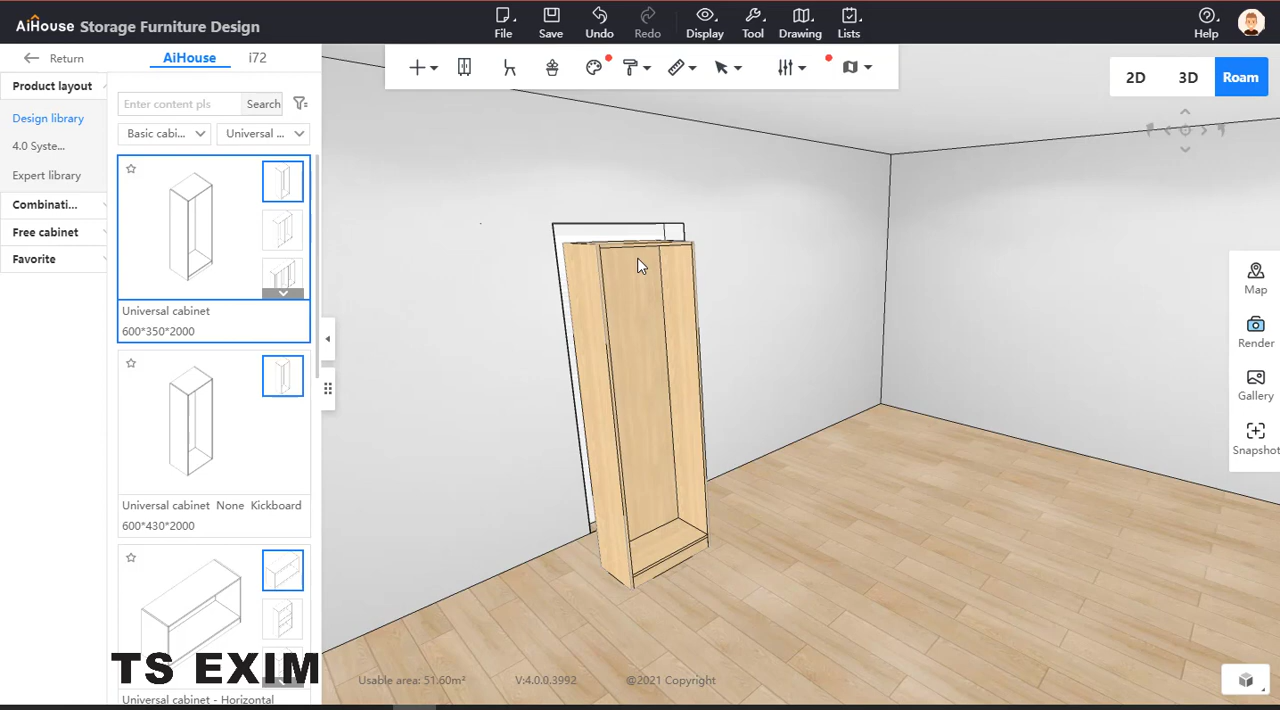 AiHouse Storage Furniture Design
File
Save
Undo
Redo
Display
Tool
Drawing
Lists
Help
Return
AiHouse
i72
Product layout
Design library
4.0 Syste...
Expert library
Combinati...
Free cabinet
Favorite
Enter content pls
Search
Basic cabi...
Universal ...
Universal cabinet
600*350*2000
Universal cabinet None Kickboard
600*430*2000
Universal cabinet - Horizontal
TS EXIM
2D
3D
Roam
Map
Render
Gallery
Snapshot
Usable area: 51.60m²
V:4.0.0.3992
@2021 Copyright